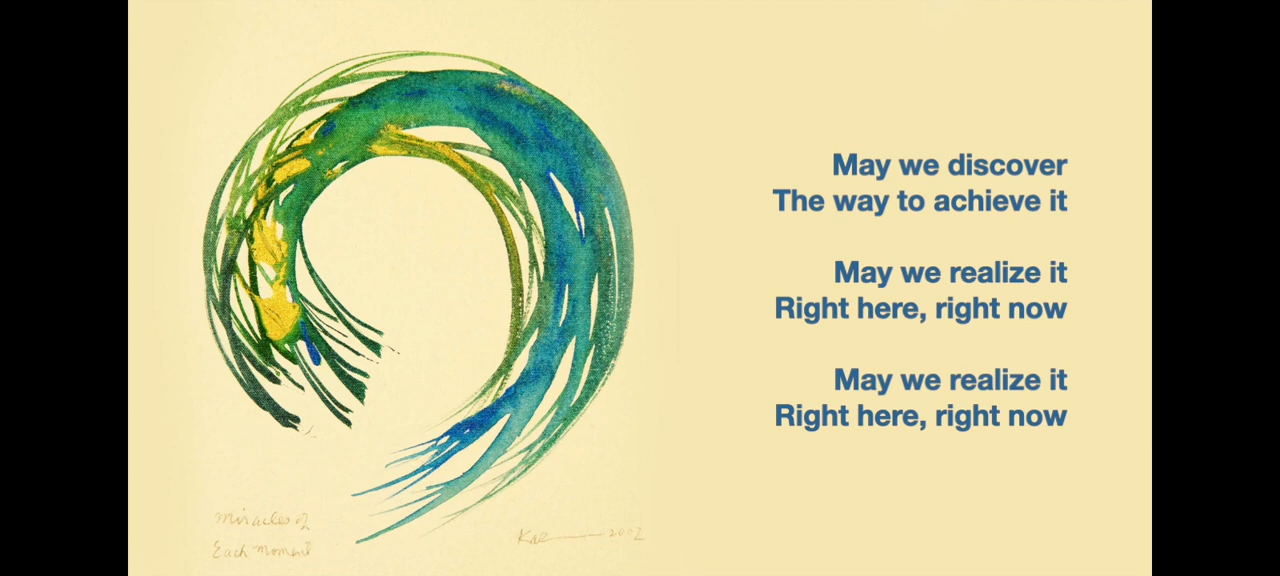 May we discover
The way to achieve it
May we realize it
Right here, right now
May we realize it
Right here, right now
Miracles of
Each Moment
2002